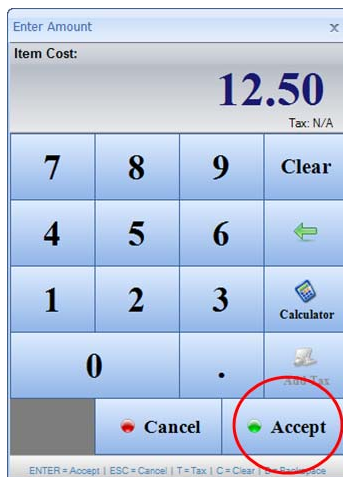 Enter Amount x
Item Cost:
12.50
Tax: N/A
7 8 9 Clear
4 5 6
1 2 3 Calculator
0 . Add Tax
Cancel Accept
ENTER = Accept | ESC = Cancel | T = Tax | C = Clear | B = Backspace